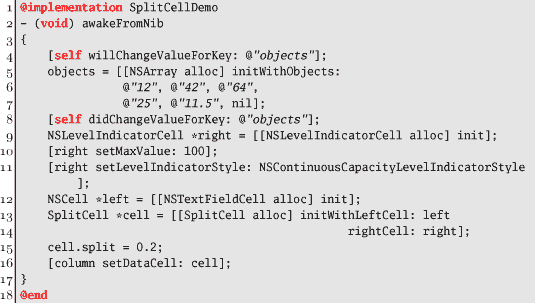 1 @implementation SplitCellDemo
2 - (void) awakeFromNib
3 {
4 [self willChangeValueForKey: @"objects"];
5 objects = [[NSArray alloc] initWithObjects:
6 @"12", @"42", @"64",
7 @"25", @"11.5", nil];
8 [self didChangeValueForKey: @"objects"];
9 NSLevelIndicatorCell *right = [[NSLevelIndicatorCell alloc] init];
10 [right setMaxValue: 100];
11 [right setLevelIndicatorStyle: NSContinuousCapacityLevelIndicatorStyle
];
12 NSCell *left = [[NSTextFieldCell alloc] init];
13 SplitCell *cell = [[SplitCell alloc] initWithLeftCell: left
14 rightCell: right];
15 cell.split = 0.2;
16 [column setDataCell: cell];
17 }
18 @end